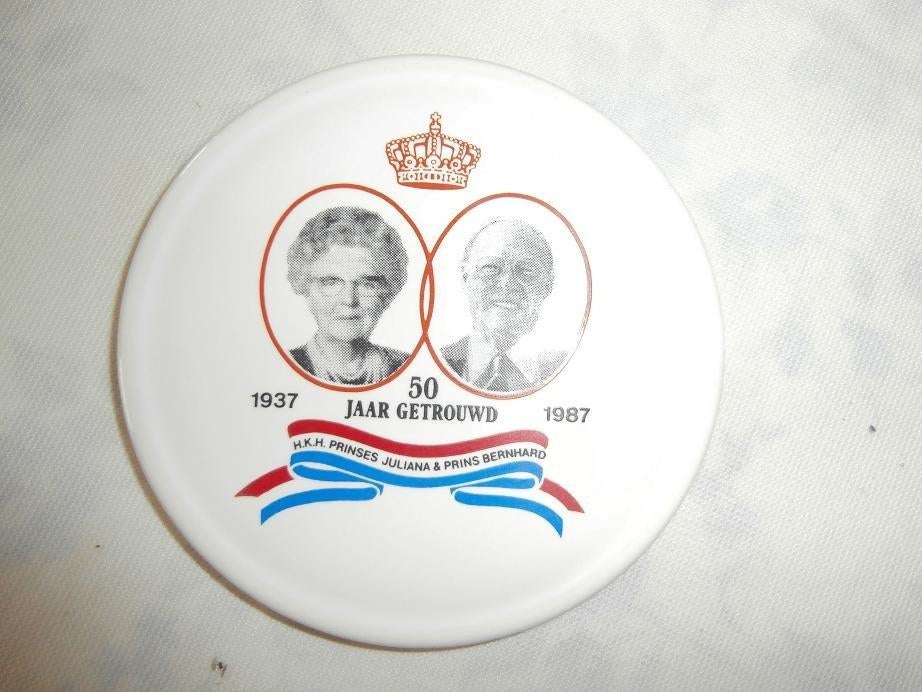 50
1937 JAAR GETROUWD 1987
H.K.H. PRINSES JULIANA & PRINS BERNHARD